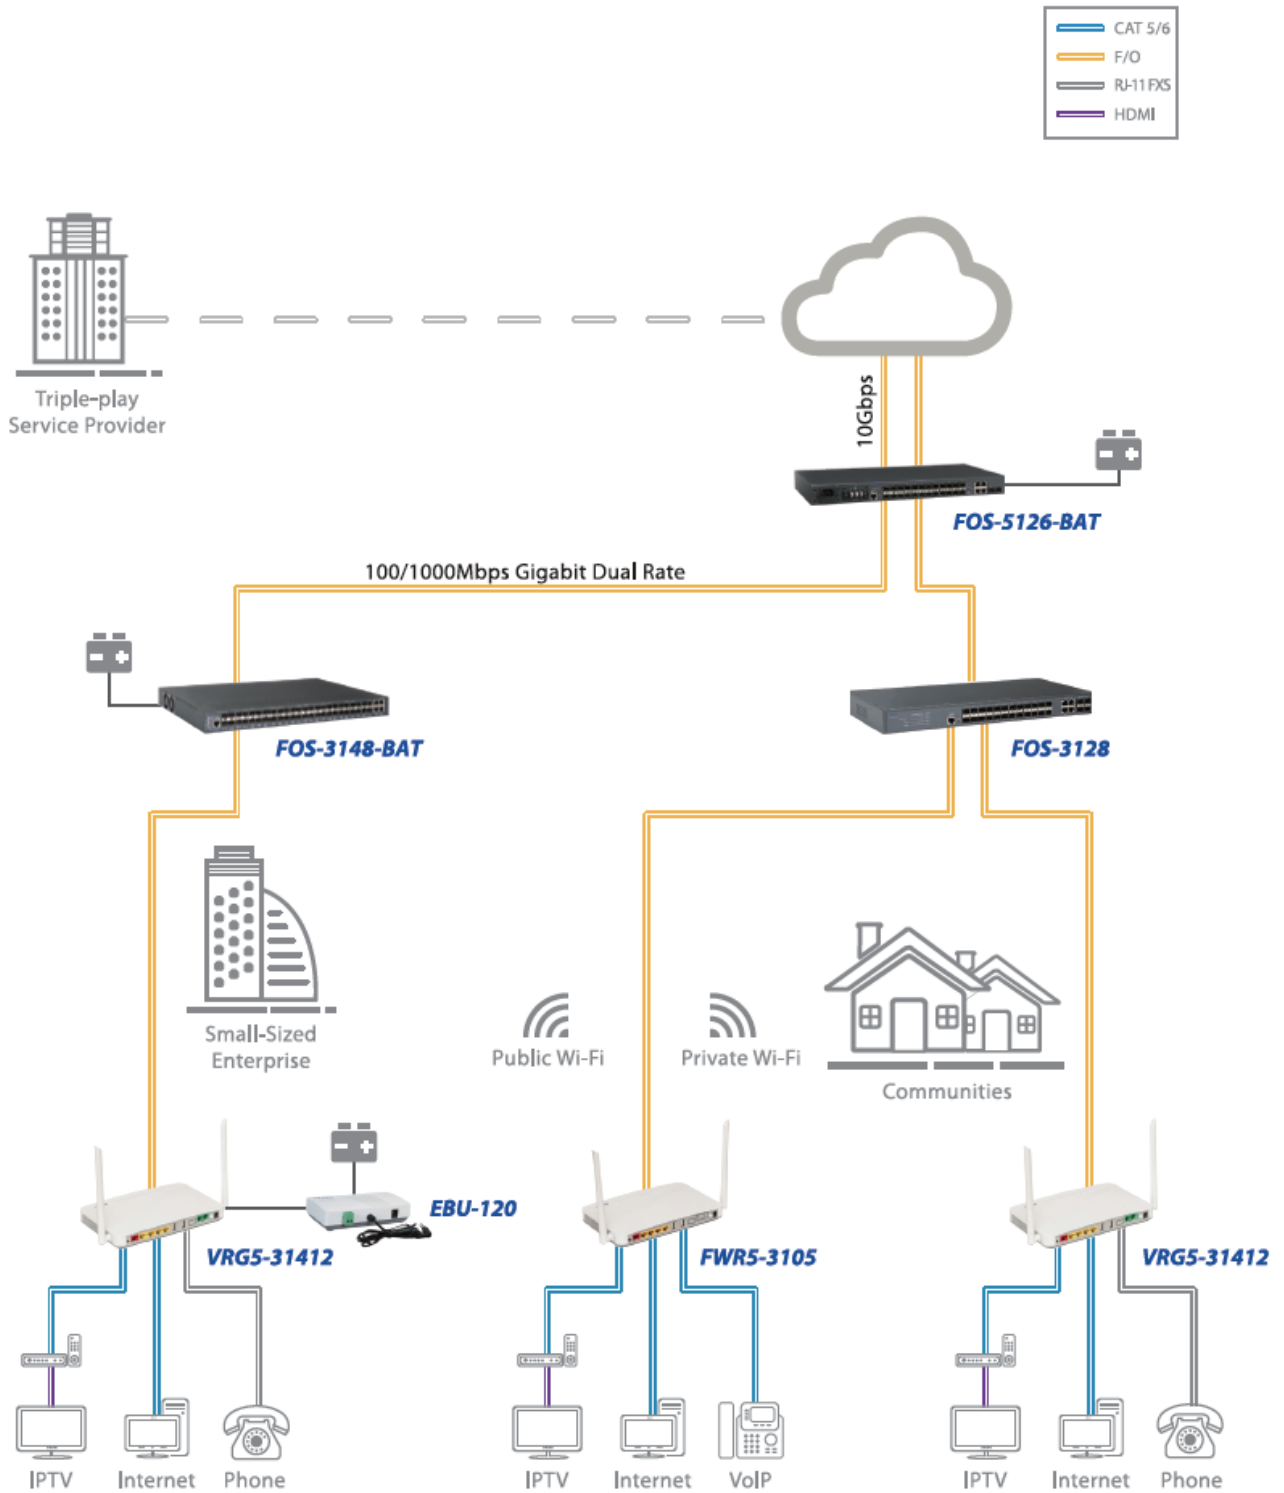 CAT 5/6
F/O
RJ-11 FXS
HDMI
Triple-play
Service Provider
10Gbps
FOS-5126-BAT
100/1000Mbps Gigabit Dual Rate
FOS-3148-BAT
FOS-3128
Small-Sized
Enterprise
Public Wi-Fi
Private Wi-Fi
Communities
EBU-120
VRG5-31412
FWR5-3105
VRG5-31412
IPTV
Internet
Phone
IPTV
Internet
VoIP
IPTV
Internet
Phone